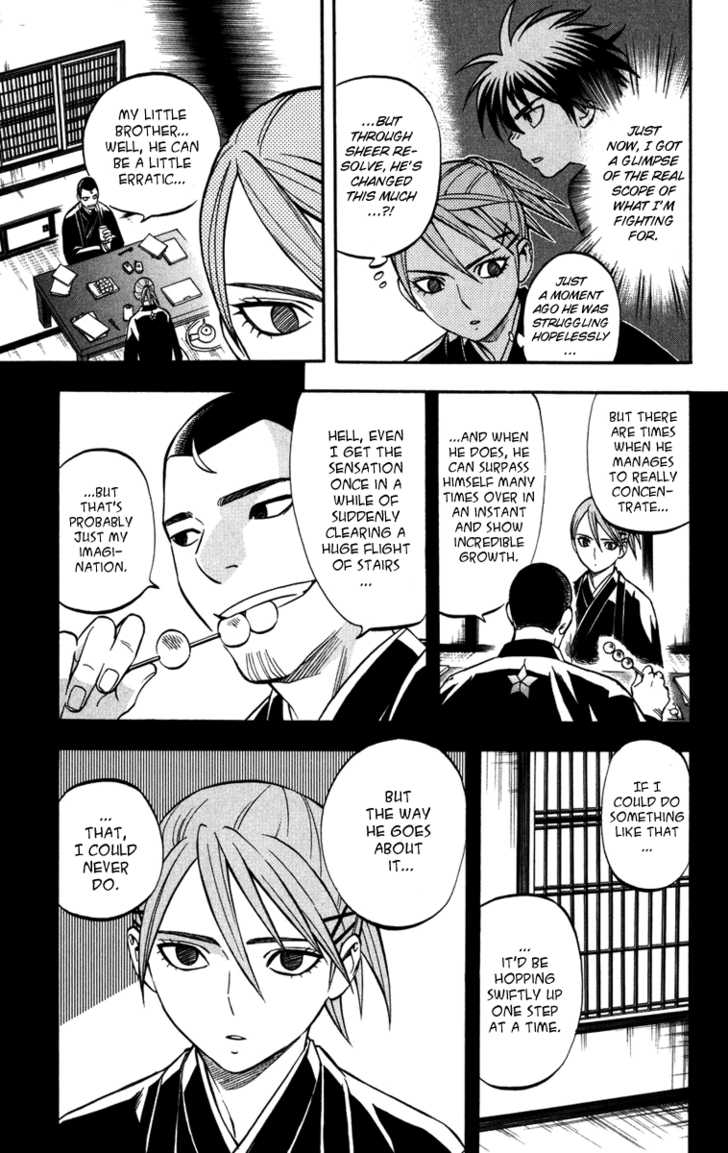 JUST
NOW, I GOT
A GLIMPSE
OF THE REAL
SCOPE OF
WHAT I'M
FIGHTING
FOR.
JUST
A MOMENT
AGO HE WAS
STRUGGLING
HOPELESSLY
...
...BUT
THROUGH
SHEER RE-
SOLVE, HE'S
CHANGED
THIS MUCH
...?!
MY LITTLE
BROTHER...
WELL, HE CAN
BE A LITTLE
ERRATIC...
BUT THERE
ARE TIMES
WHEN HE
MANAGES
TO REALLY
CONCEN-
TRATE...
...AND WHEN
HE DOES, HE
CAN SURPASS
HIMSELF MANY
TIMES OVER IN
AN INSTANT
AND SHOW
INCREDIBLE
GROWTH.
HELL, EVEN
I GET THE
SENSATION
ONCE IN A
WHILE OF
SUDDENLY
CLEARING A
HUGE FLIGHT
OF STAIRS
...
...BUT
THAT'S
PROBABLY
JUST MY
IMAGI-
NATION.
IF I
COULD DO
SOMETHING
LIKE THAT
...
...
IT'D BE
HOPPING
SWIFTLY UP
ONE STEP
AT A TIME.
BUT
THE WAY
HE GOES
ABOUT
IT...
...
THAT,
I COULD
NEVER
DO.